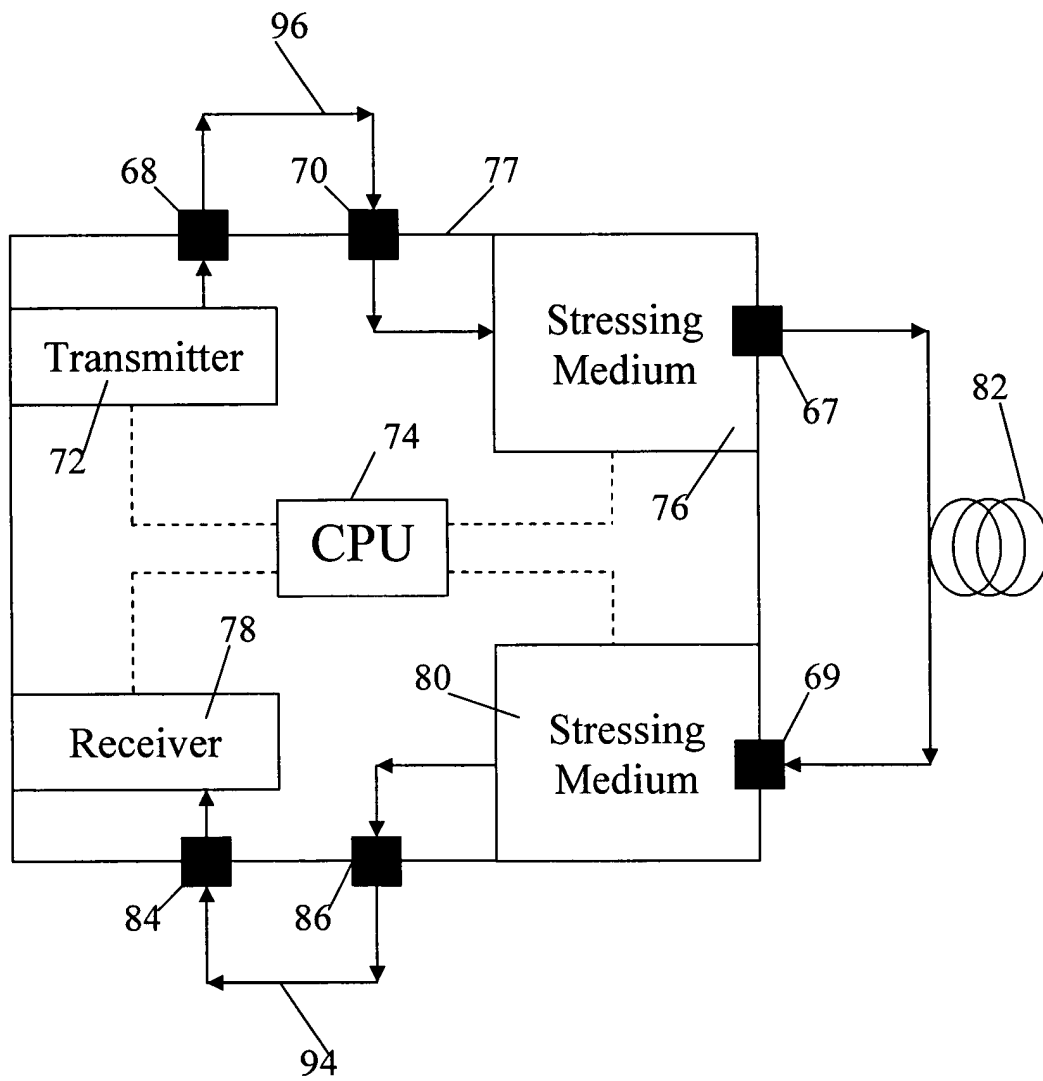 96
68
70
77
Stressing
Medium
Transmitter
82
67
72
74
76
CPU
78
80
69
Stressing
Medium
Receiver
84
86
94